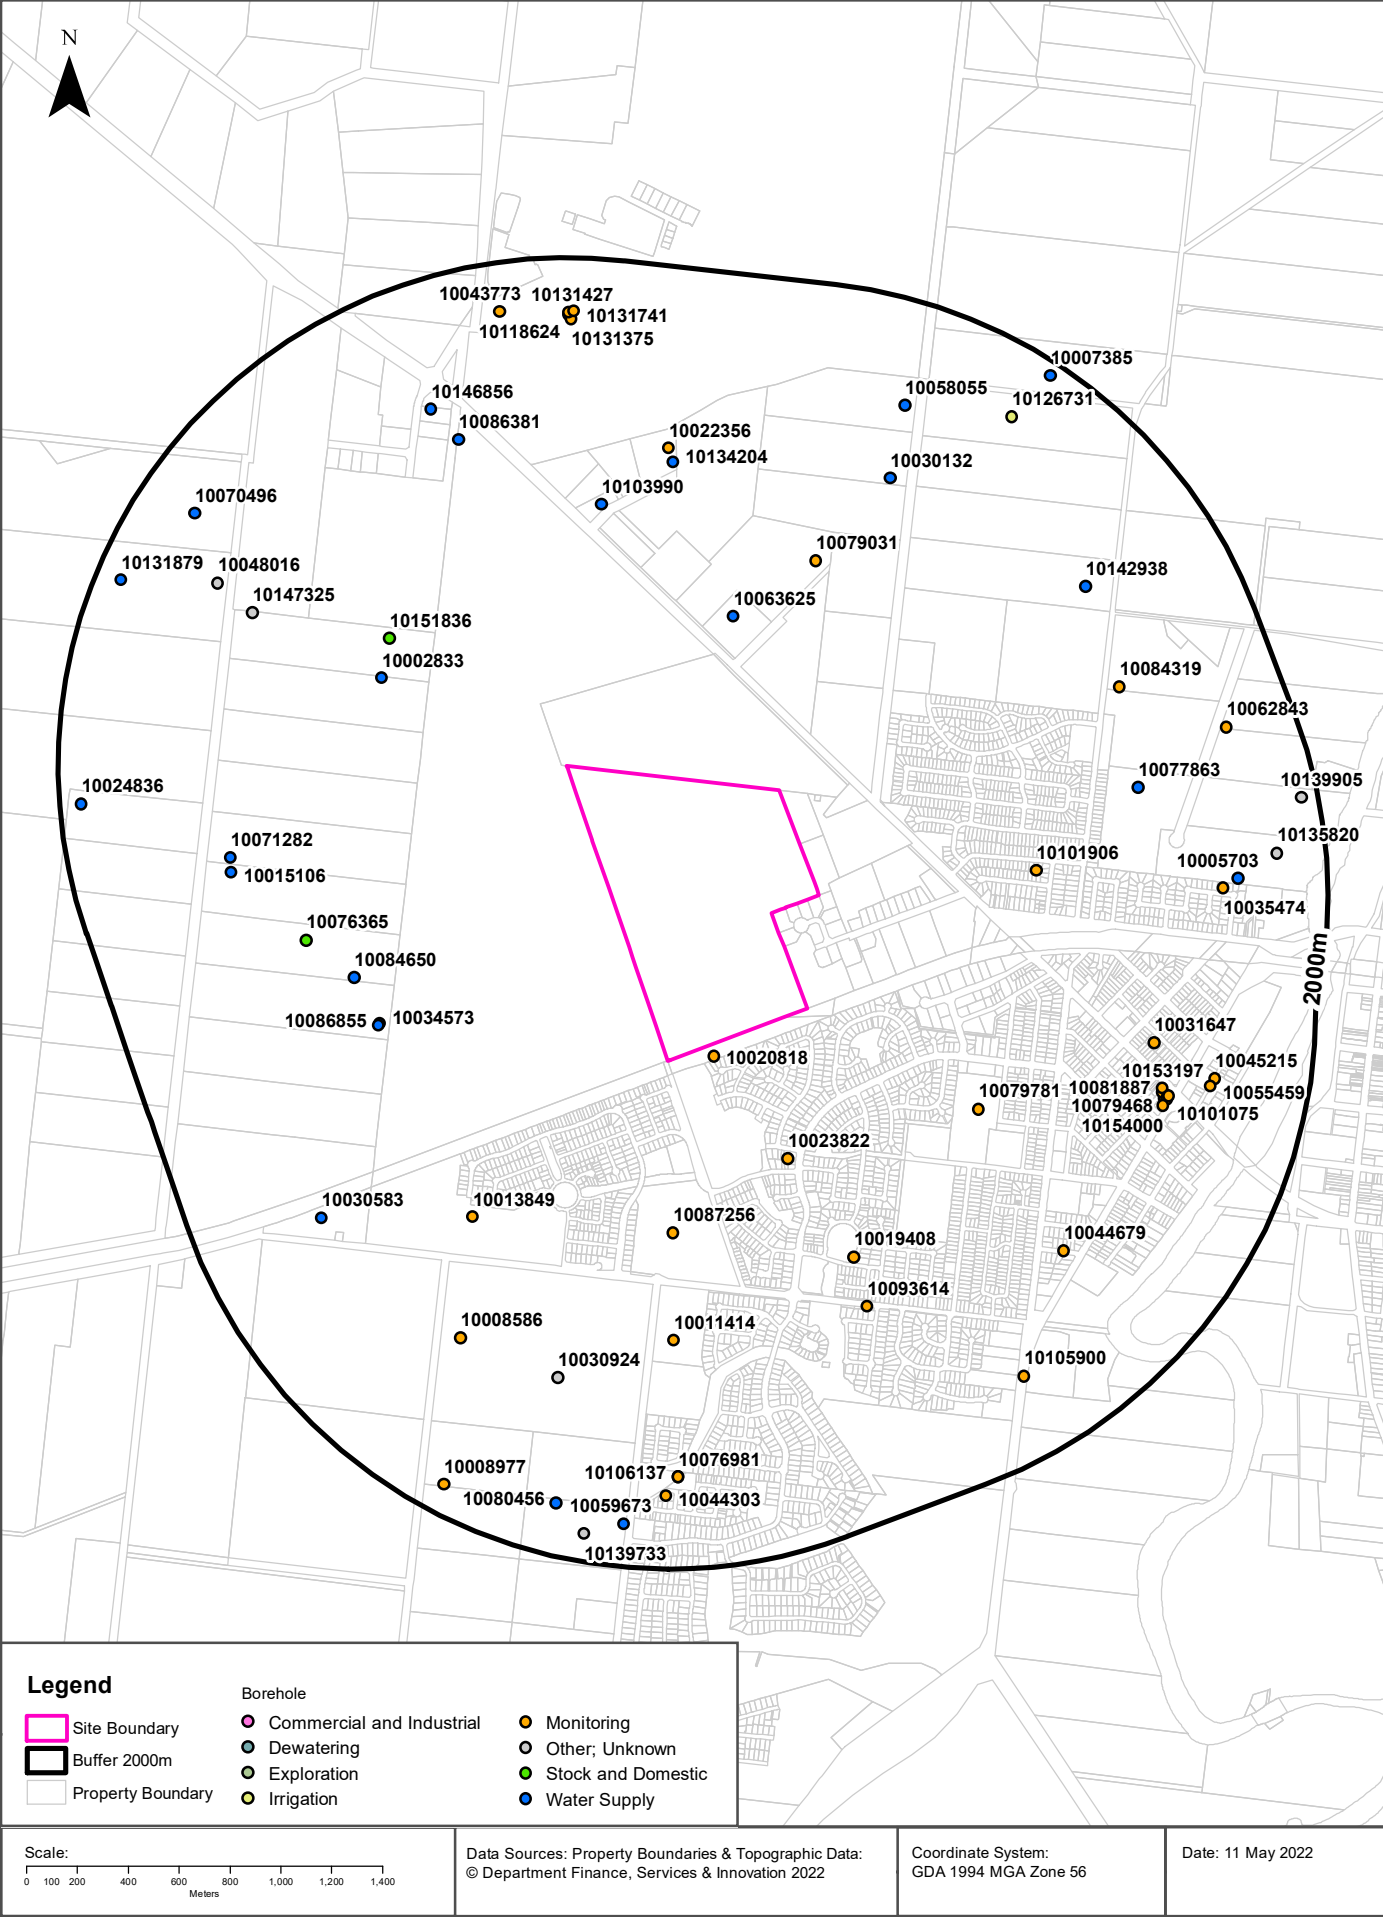 N
10043773
10131427
10131741
10118624
10131375
10007385
10146856
10058055
10126731
10086381
10022356
10134204
10030132
10103990
10070496
10079031
10131879
10048016
10142938
10147325
10063625
10151836
10002833
10084319
10062843
10077863
10139905
10024836
10135820
10071282
10101906
10005703
10015106
10035474
10076365
10084650
2000m
10086855
10034573
10031647
10020818
10045215
10153197
10079781
10081887
10055459
10079468
10101075
10154000
10023822
10030583
10013849
10087256
10019408
10044679
10093614
10008586
10011414
10030924
10105900
10008977
10106137
10076981
10080456
10059673
10044303
10139733
Legend
Site Boundary
Buffer 2000m
Property Boundary
Borehole
Commercial and Industrial
Dewatering
Exploration
Irrigation
Monitoring
Other; Unknown
Stock and Domestic
Water Supply
Scale:
0 100 200 400 600 800 1,000 1,200 1,400
Meters
Data Sources: Property Boundaries & Topographic Data:
© Department Finance, Services & Innovation 2022
Coordinate System:
GDA 1994 MGA Zone 56
Date: 11 May 2022